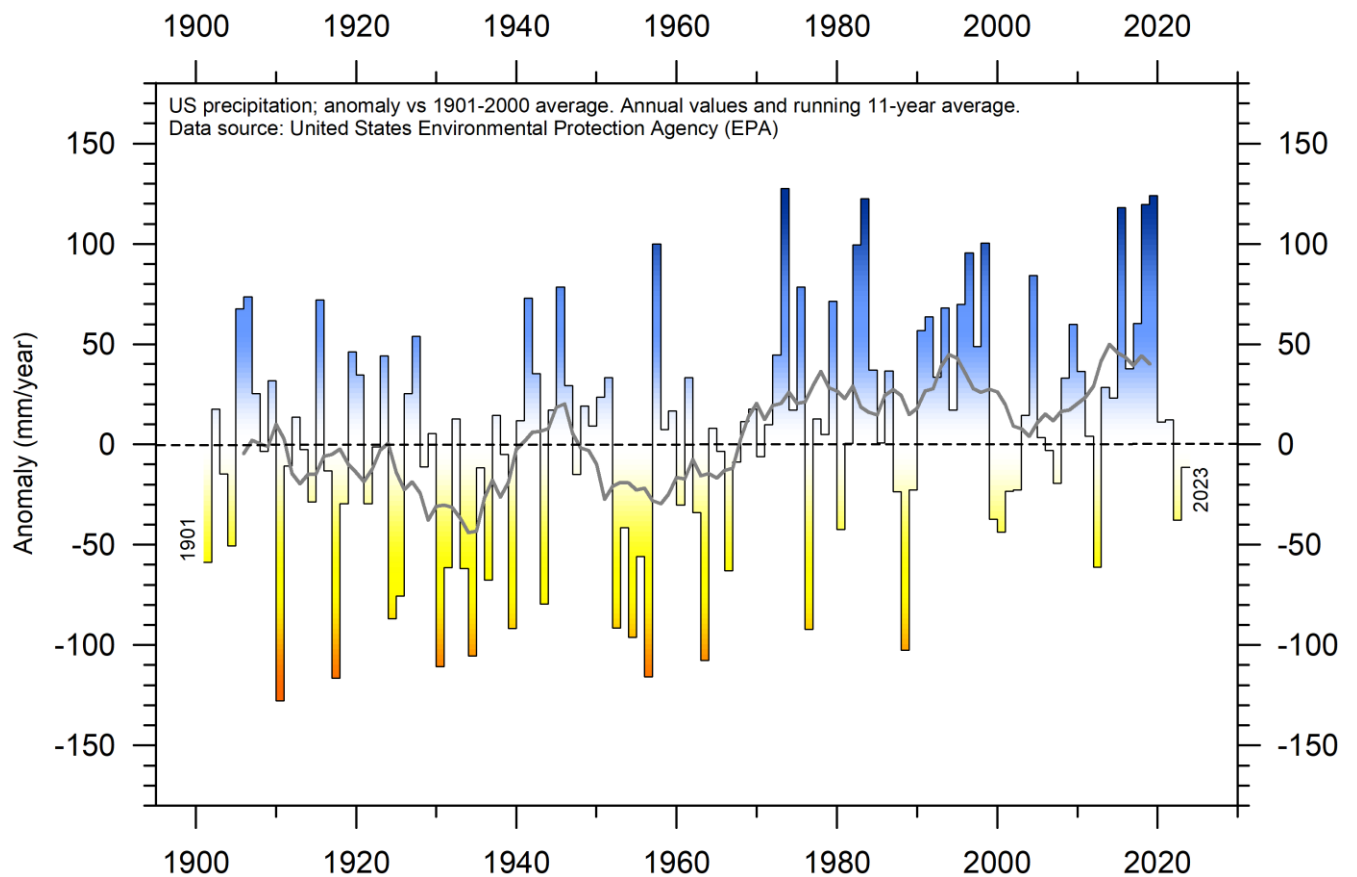 1900 1920 1940 1960 1980 2000 2020
US precipitation; anomaly vs 1901-2000 average. Annual values and running 11-year average.
Data source: United States Environmental Protection Agency (EPA)
150 150
100 100
50 50
0 0
-50 -50
-100 -100
-150 -150
Anomaly (mm/year)
1901
2023
1900 1920 1940 1960 1980 2000 2020